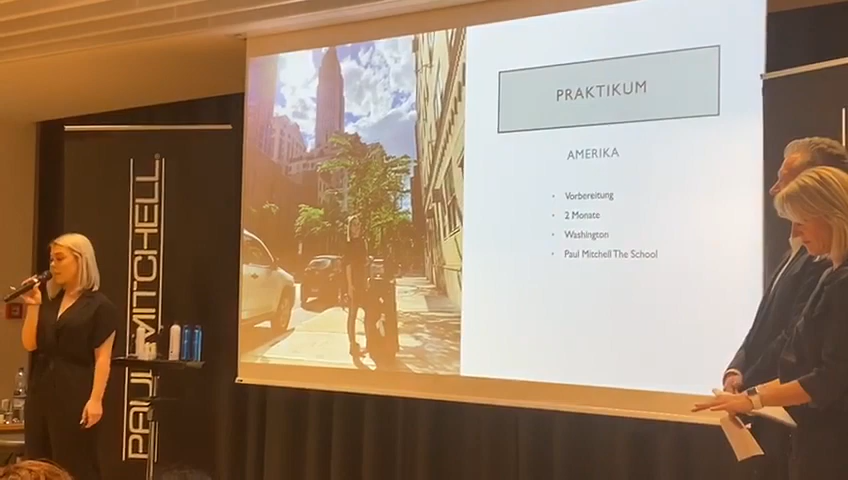 PAUL MITCHELL®
PRAKTIKUM
AMERIKA
• Vorbereitung
• 2 Monate
• Washington
• Paul Mitchell The School